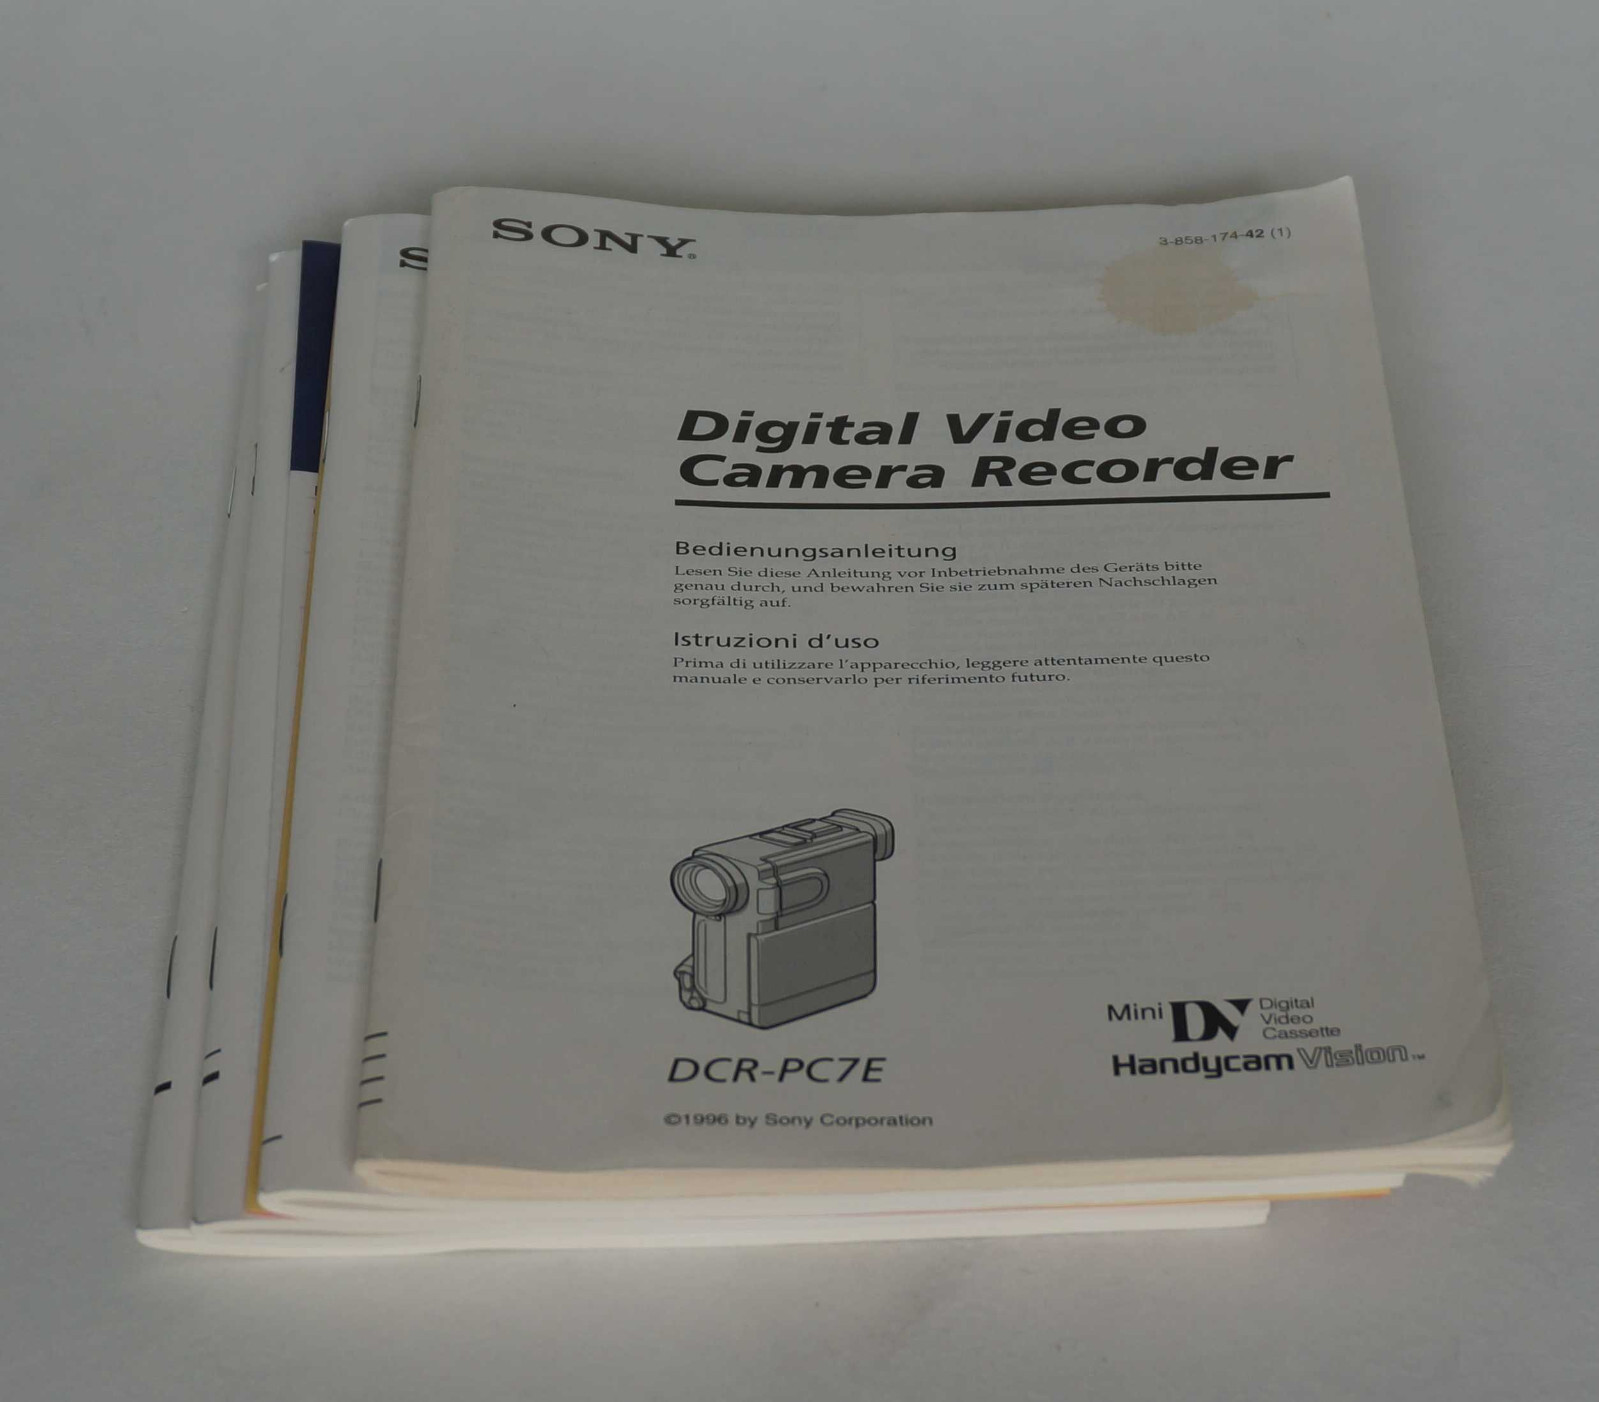 SONY®
3-858-174-42 (1)
S
Digital Video
Camera Recorder
Bedienungsanleitung
Lesen Sie diese Anleitung vor Inbetriebnahme des Geräts bitte
genau durch, und bewahren Sie sie zum späteren Nachschlagen
sorgfältig auf.
Istruzioni d'uso
Prima di utilizzare l'apparecchio, leggere attentamente questo
manuale e conservarlo per riferimento futuro.
Mini DV Digital
Video
Cassette
Handycam Vision™
DCR-PC7E
©1996 by Sony Corporation